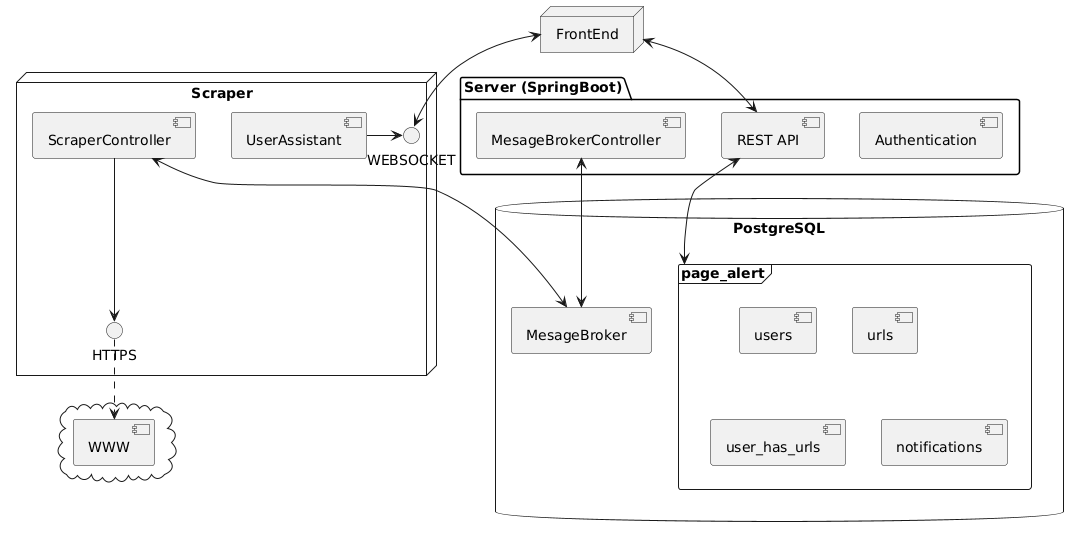 FrontEnd
Scraper
Server (SpringBoot)
ScraperController
UserAssistant
WEBSOCKET
MesageBrokerController
REST API
Authentication
PostgreSQL
page_alert
MesageBroker
users
urls
HTTPS
WWW
user_has_urls
notifications